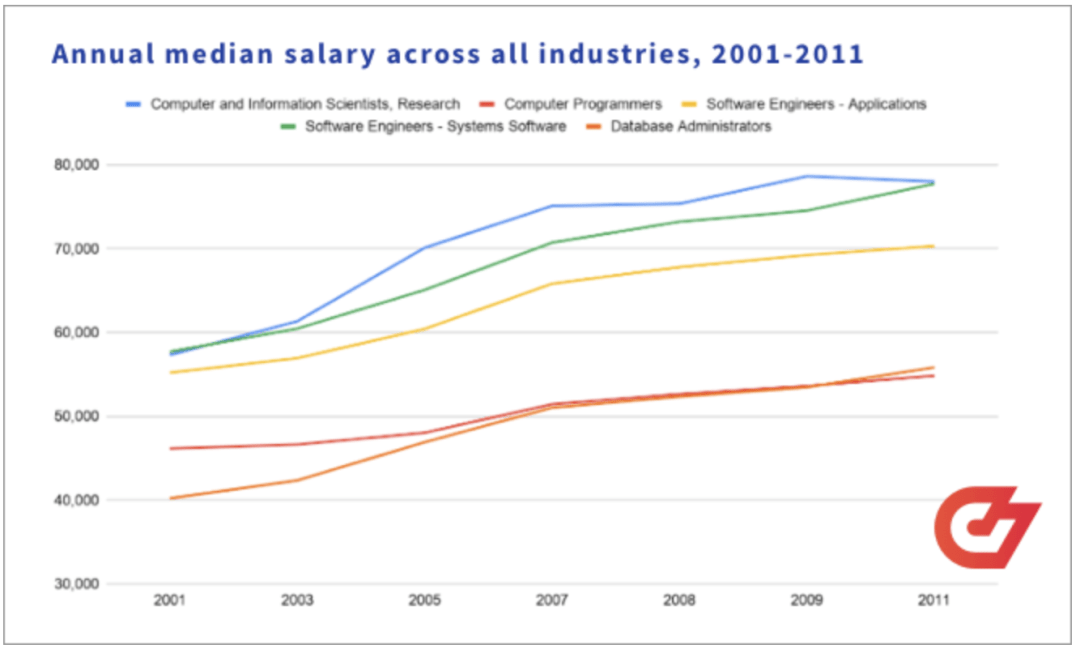 Annual median salary across all industries, 2001-2011
Computer and Information Scientists, Research Computer Programmers Software Engineers - Applications
Software Engineers - Systems Software Database Administrators
80,000
70,000
60,000
50,000
40,000
30,000
2001 2003 2005 2007 2008 2009 2011